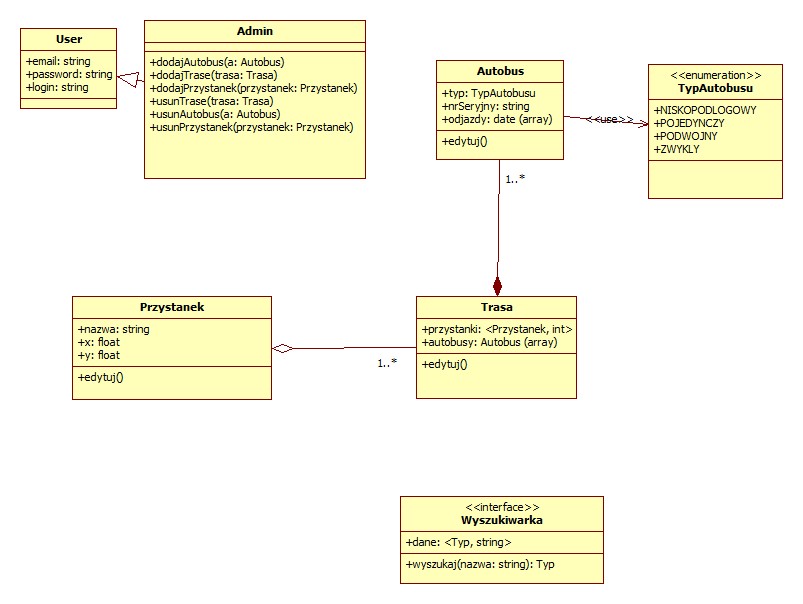 User
+email: string
+password: string
+login: string
Admin
+dodajAutobus(a: Autobus)
+dodajTrase(trasa: Trasa)
+dodajPrzystanek(przystanek: Przystanek)
+usunTrase(trasa: Trasa)
+usunAutobus(a: Autobus)
+usunPrzystanek(przystanek: Przystanek)
Autobus
+typ: TypAutobusu
+nrSeryjny: string
+odjazdy: date (array)
+edytuj()
<<use>>
<<enumeration>>
TypAutobusu
+NISKOPODLOGOWY
+POJEDYNCZY
+PODWOJNY
+ZWYKLY
1..*
Przystanek
+nazwa: string
+x: float
+y: float
+edytuj()
1..*
Trasa
+przystanki: <Przystanek, int>
+autobusy: Autobus (array)
+edytuj()
<<interface>>
Wyszukiwarka
+dane: <Typ, string>
+wyszukaj(nazwa: string): Typ